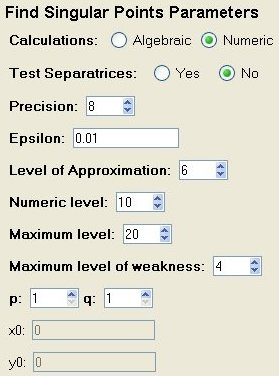 Find Singular Points Parameters
Calculations: Algebraic Numeric
Test Separatrices: Yes No
Precision: 8
Epsilon: 0.01
Level of Approximation: 6
Numeric level: 10
Maximum level: 20
Maximum level of weakness: 4
p: 1 q: 1
x0: 0
y0: 0